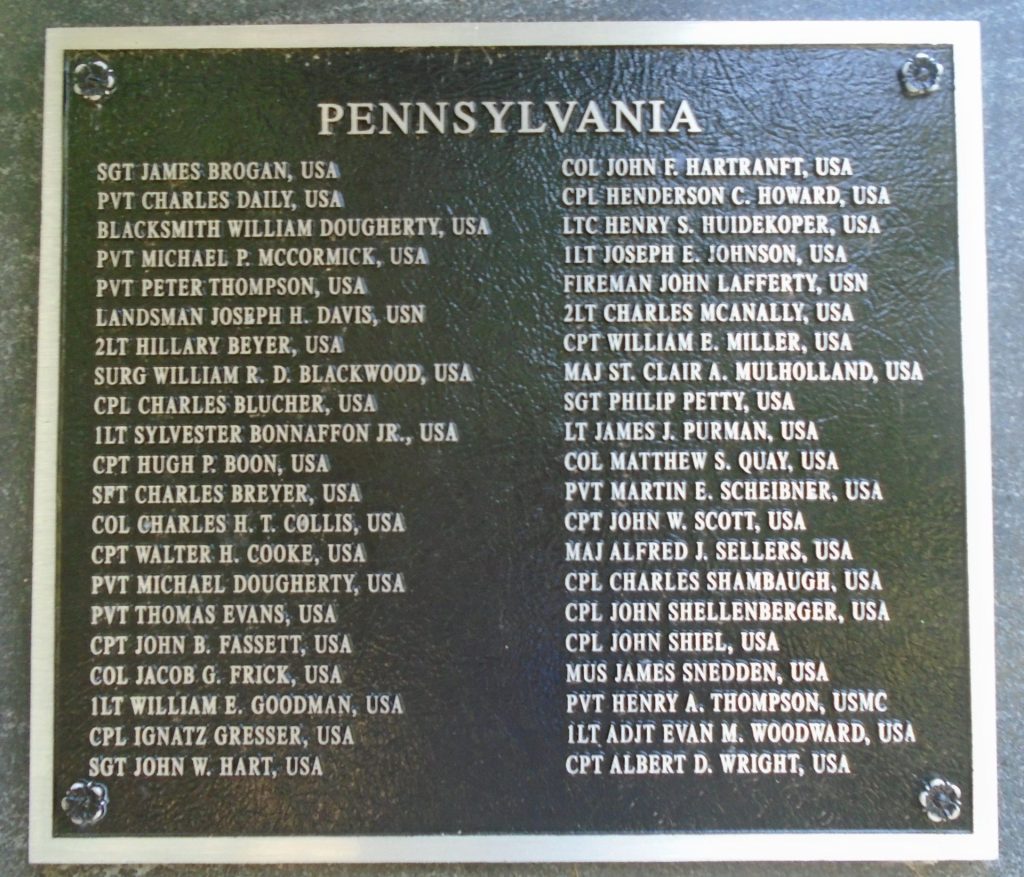 PENNSYLVANIA
SGT JAMES BROGAN, USA
PVT CHARLES DAILY, USA
BLACKSMITH WILLIAM DOUGHERTY, USA
PVT MICHAEL P. MCCORMICK, USA
PVT PETER THOMPSON, USA
LANDSMAN JOSEPH H. DAVIS, USN
2LT HILLARY BEYER, USA
SURG WILLIAM R. D. BLACKWOOD, USA
CPL CHARLES BLUCHER, USA
1LT SYLVESTER BONNAFFON JR., USA
CPT HUGH P. BOON, USA
SFT CHARLES BREYER, USA
COL CHARLES H. T. COLLIS, USA
CPT WALTER H. COOKE, USA
PVT MICHAEL DOUGHERTY, USA
PVT THOMAS EVANS, USA
CPT JOHN B. FASSETT, USA
COL JACOB G. FRICK, USA
1LT WILLIAM E. GOODMAN, USA
CPL IGNATZ GRESSER, USA
SGT JOHN W. HART, USA
COL JOHN F. HARTRANFT, USA
CPL HENDERSON C. HOWARD, USA
LTC HENRY S. HUIDEKOPER, USA
1LT JOSEPH E. JOHNSON, USA
FIREMAN JOHN LAFFERTY, USN
2LT CHARLES MCANALLY, USA
CPT WILLIAM E. MILLER, USA
MAJ ST. CLAIR A. MULHOLLAND, USA
SGT PHILIP PETTY, USA
LT JAMES J. PURMAN, USA
COL MATTHEW S. QUAY, USA
PVT MARTIN E. SCHEIBNER, USA
CPT JOHN W. SCOTT, USA
MAJ ALFRED J. SELLERS, USA
CPL CHARLES SHAMBAUGH, USA
CPL JOHN SHELLENBERGER, USA
CPL JOHN SHIEL, USA
MUS JAMES SNEDDEN, USA
PVT HENRY A. THOMPSON, USMC
1LT ADJT EVAN M. WOODWARD, USA
CPT ALBERT D. WRIGHT, USA